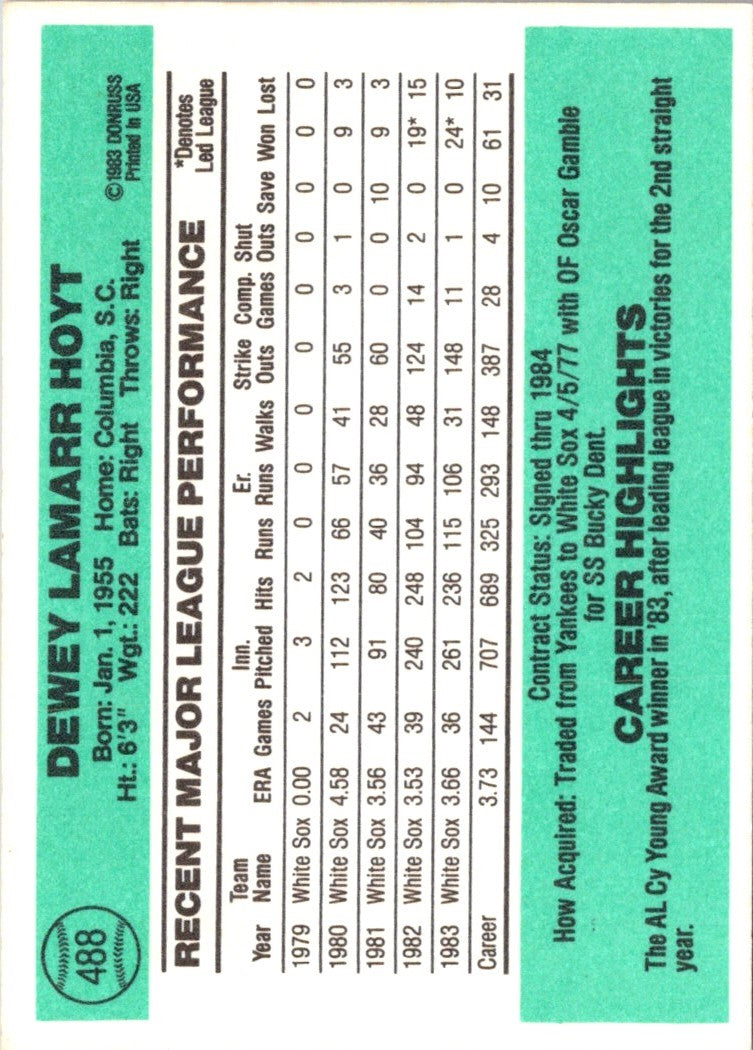 488
DEWEY LAMARR HOYT
Born: Jan. 1, 1955 Home: Columbia, S.C.
Ht.: 6'3" Wgt.: 222 Bats: Right Throws: Right
©1983 DONRUSS
Printed In USA
RECENT MAJOR LEAGUE PERFORMANCE
*Denotes
Led League
Team Inn. Er. Strike Comp. Shut
Year Name ERA Games Pitched Hits Runs Runs Walks Outs Games Outs Save Won Lost
1979 White Sox 0.00 2 3 2 0 0 0 0 0 0 0 0 0
1980 White Sox 4.58 24 112 123 66 57 41 55 3 1 0 9 3
1981 White Sox 3.56 43 91 80 40 36 28 60 0 0 10 9 3
1982 White Sox 3.53 39 240 248 104 94 48 124 14 2 0 19* 15
1983 White Sox 3.66 36 261 236 115 106 31 148 11 1 0 24* 10
Career 3.73 144 707 689 325 293 148 387 28 4 10 61 31
Contract Status: Signed thru 1984
How Acquired: Traded from Yankees to White Sox 4/5/77 with OF Oscar Gamble
for SS Bucky Dent.
CAREER HIGHLIGHTS
The AL Cy Young Award winner in '83, after leading league in victories for the 2nd straight
year.